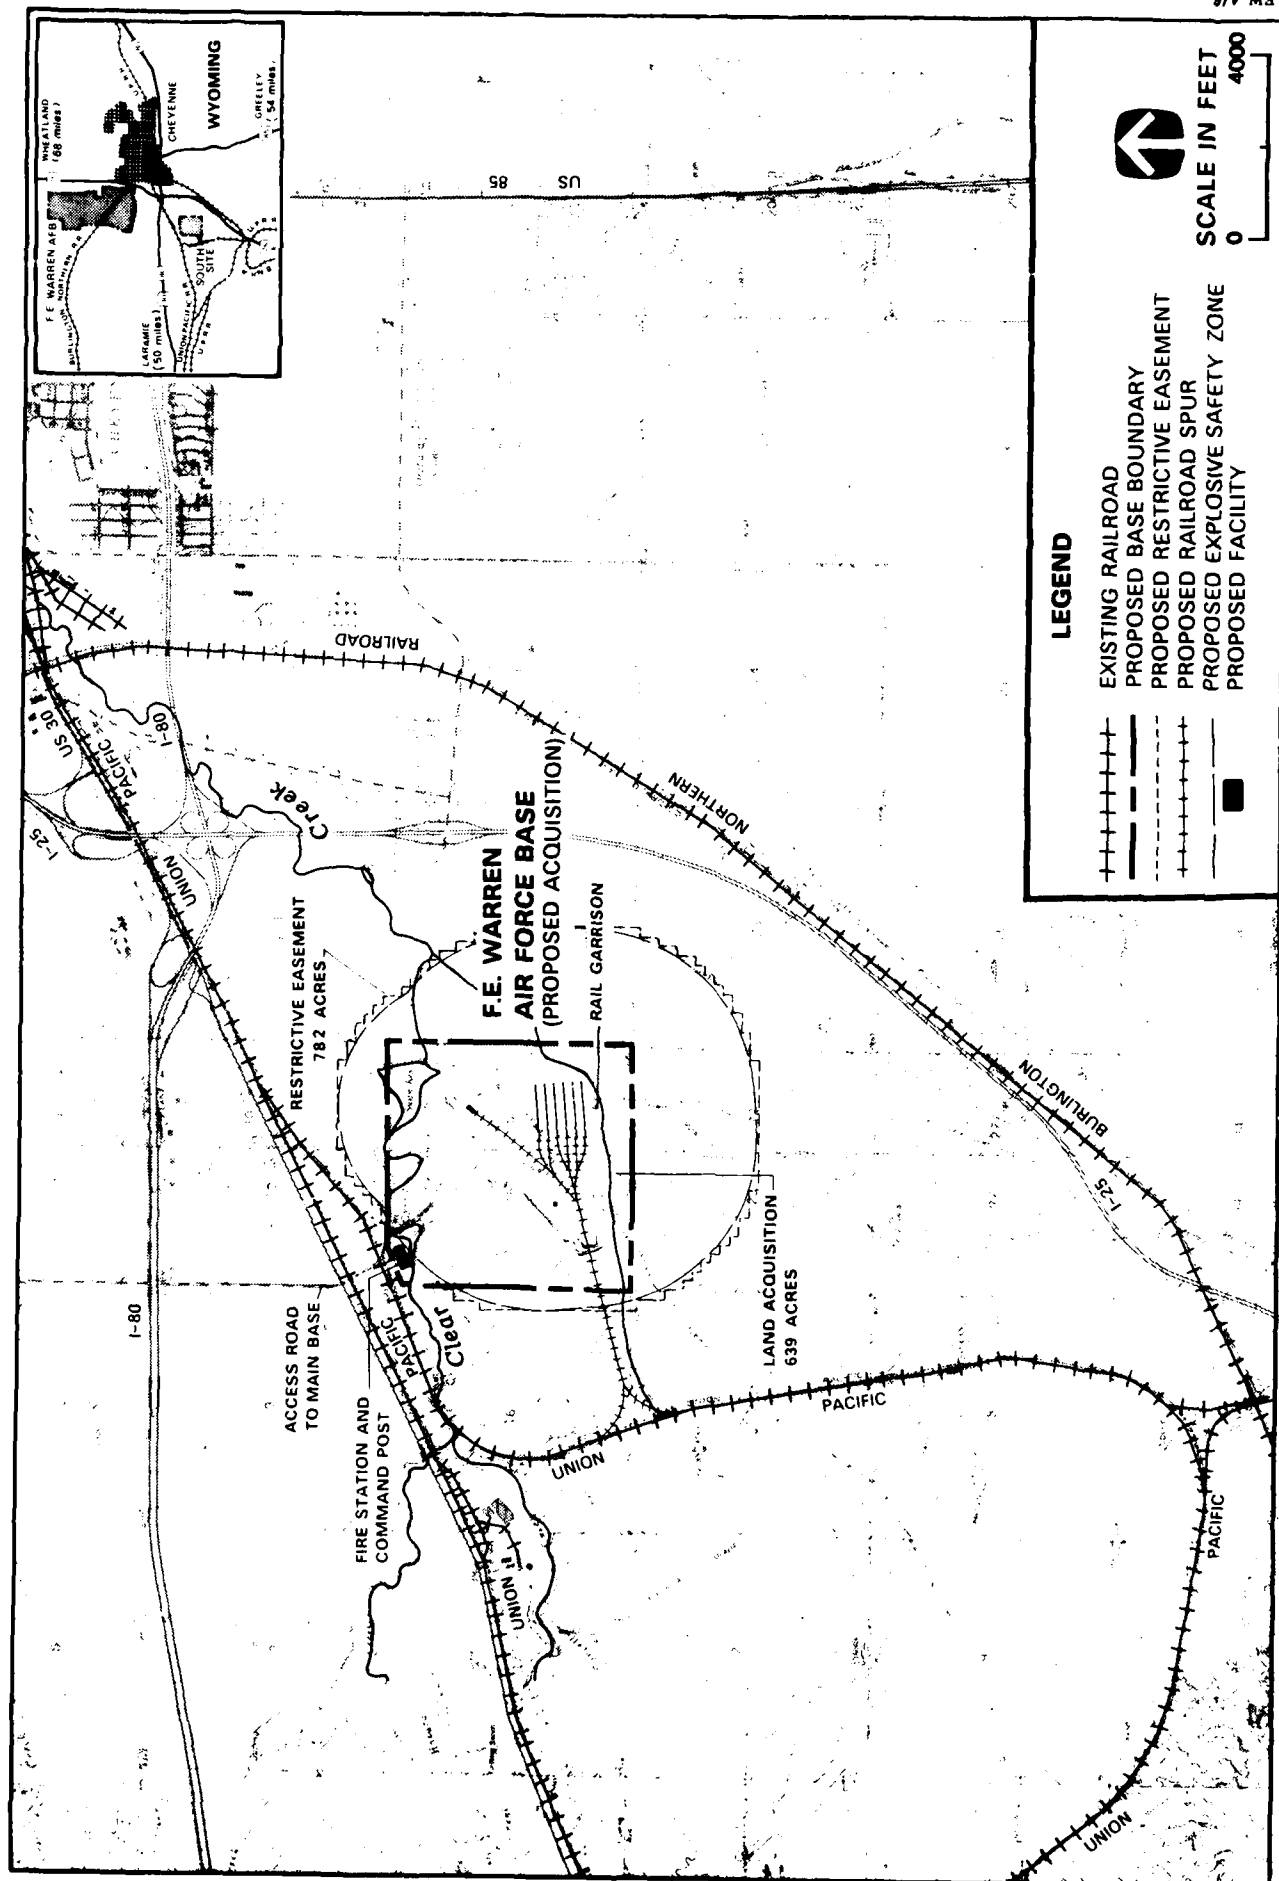 WHEATLAND
(68 miles)
F E WARREN AFB
BURLINGTON NORTHERN R.R.
CHEYENNE
WYOMING
GREELEY
54 miles
LARAMIE
(50 miles)
UNION PACIFIC R.R.
U P R R
SOUTH
SITE
US 85
I-25
US 30
PACIFIC
I-80
UNION
RAILROAD
Creek
NORTHERN
BURLINGTON
I-25
RESTRICTIVE EASEMENT
782 ACRES
F.E. WARREN
AIR FORCE BASE
(PROPOSED ACQUISITION)
RAIL GARRISON
I-80
ACCESS ROAD
TO MAIN BASE
FIRE STATION AND
COMMAND POST
PACIFIC
Clear
LAND ACQUISITION
639 ACRES
UNION
PACIFIC
UNION
PACIFIC
UNION
LEGEND
EXISTING RAILROAD
PROPOSED BASE BOUNDARY
PROPOSED RESTRICTIVE EASEMENT
PROPOSED RAILROAD SPUR
PROPOSED EXPLOSIVE SAFETY ZONE
PROPOSED FACILITY
SCALE IN FEET
0 4000